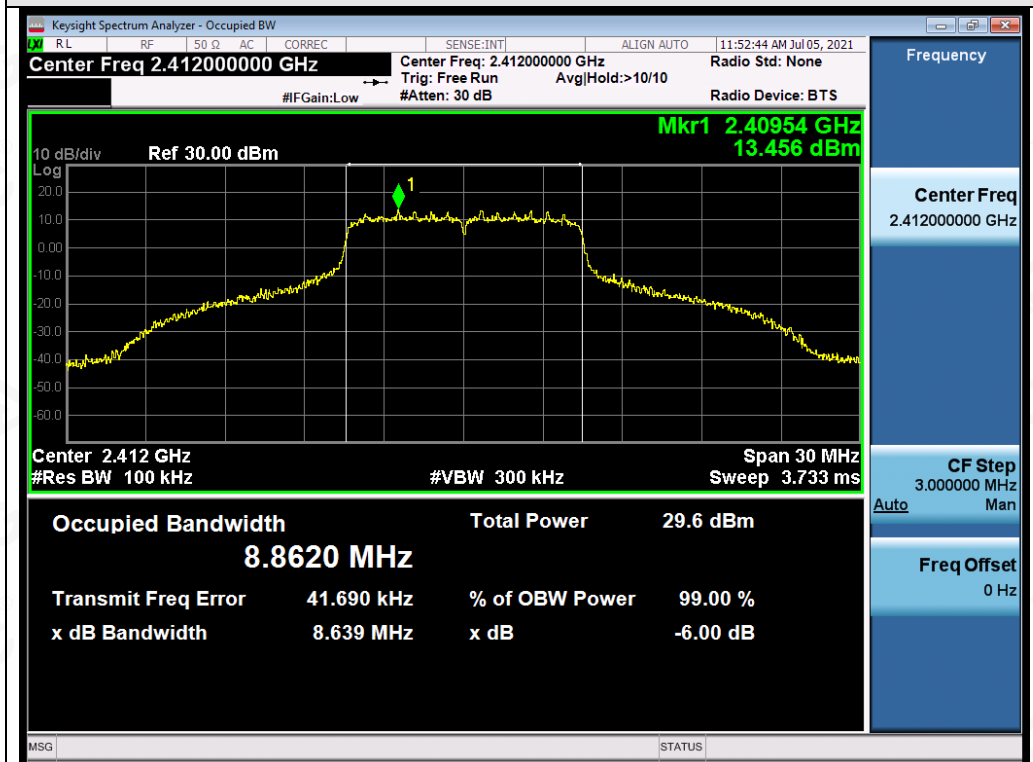 Keysight Spectrum Analyzer - Occupied BW
LXI RL RF 50 Ω AC CORREC SENSE:INT ALIGN AUTO 11:52:44 AM Jul 05, 2021
Center Freq 2.412000000 GHz
Center Freq: 2.412000000 GHz Radio Std: None
Trig: Free Run Avg|Hold:>10/10
#IFGain:Low #Atten: 30 dB Radio Device: BTS
Mkr1 2.40954 GHz
13.456 dBm
10 dB/div Ref 30.00 dBm
Log
20.0
10.0
0.00
-10.0
-20.0
-30.0
-40.0
-50.0
-60.0
1
Center 2.412 GHz Span 30 MHz
#Res BW 100 kHz #VBW 300 kHz Sweep 3.733 ms
Occupied Bandwidth Total Power 29.6 dBm
8.8620 MHz
Transmit Freq Error 41.690 kHz % of OBW Power 99.00 %
x dB Bandwidth 8.639 MHz x dB -6.00 dB
Frequency
Center Freq
2.412000000 GHz
CF Step
3.000000 MHz
Auto Man
Freq Offset
0 Hz
MSG STATUS